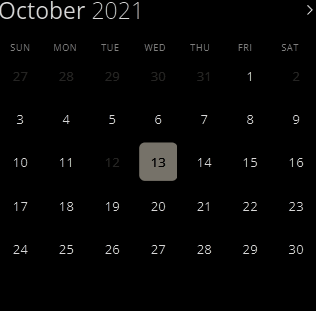 October 2021
SUN MON TUE WED THU FRI SAT
27 28 29 30 31 1 2
3 4 5 6 7 8 9
10 11 12 13 14 15 16
17 18 19 20 21 22 23
24 25 26 27 28 29 30